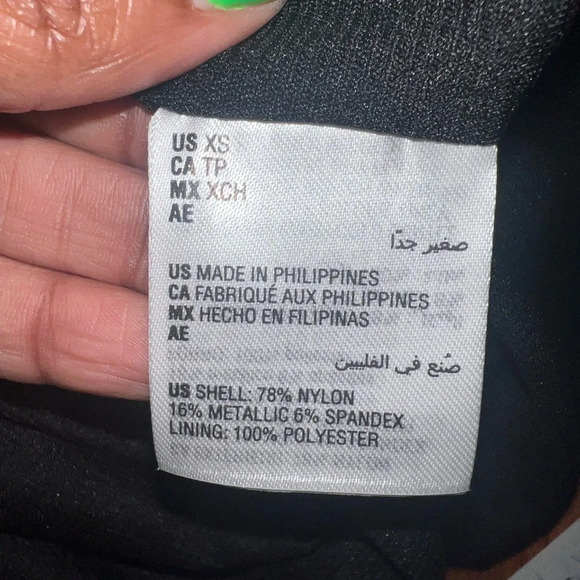 US XS
CA TP
MX XCH
AE
صغير جدًا
US MADE IN PHILIPPINES
CA FABRIQUÉ AUX PHILIPPINES
MX HECHO EN FILIPINAS
AE
صُنع في الفلبين
US SHELL: 78% NYLON
16% METALLIC 6% SPANDEX
LINING: 100% POLYESTER